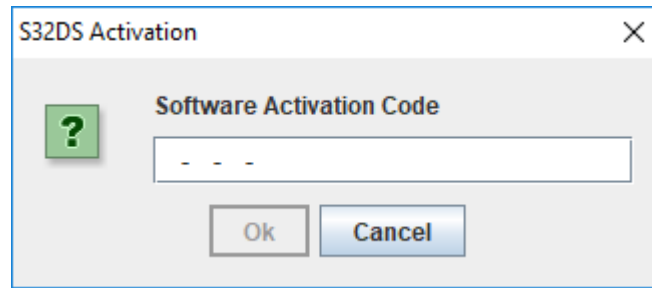 S32DS Activation
?
Software Activation Code
- - -
Ok Cancel